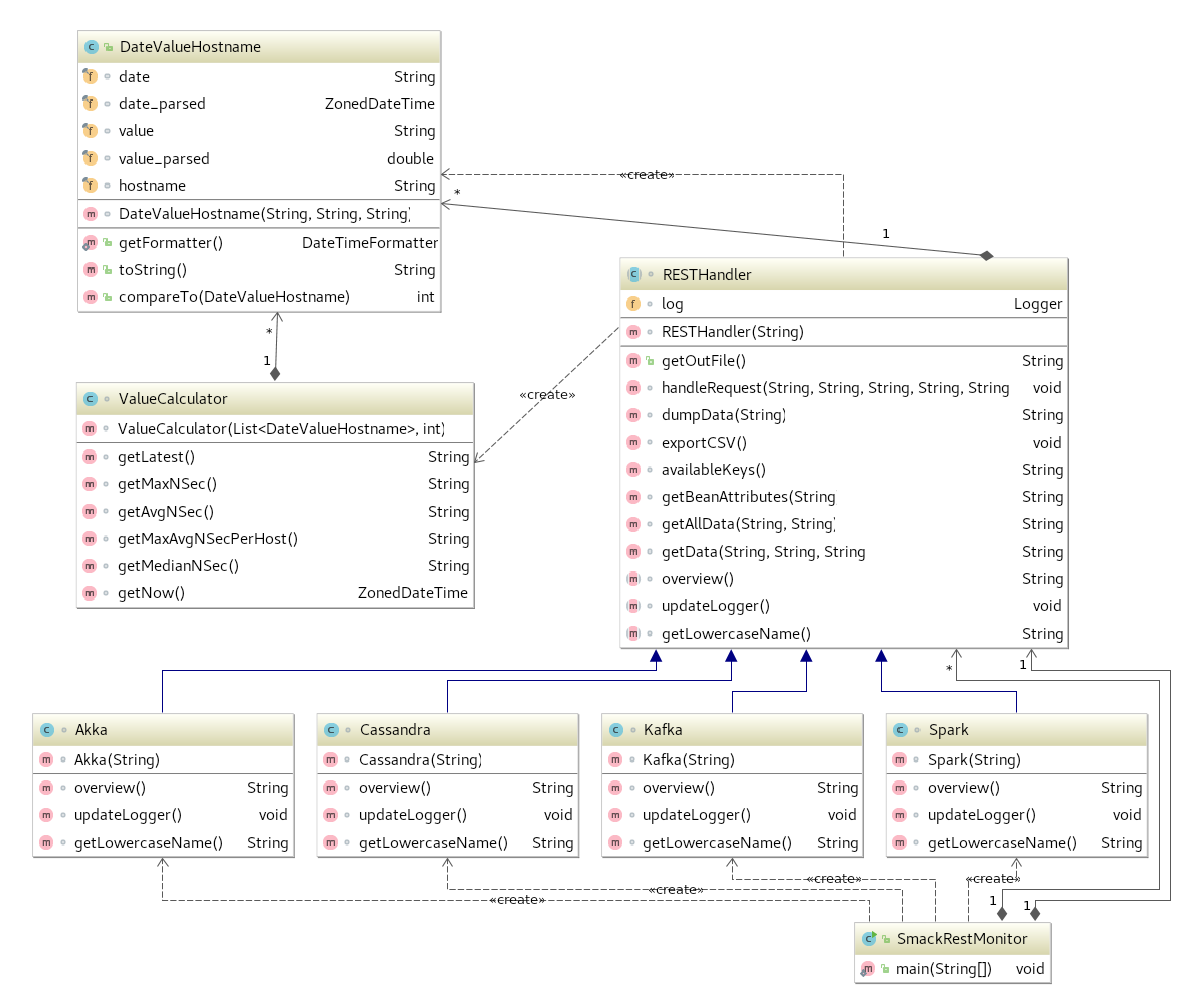 DateValueHostname
date String
date_parsed ZonedDateTime
value String
value_parsed double
hostname String
DateValueHostname(String, String, String)
getFormatter() DateTimeFormatter
toString() String
compareTo(DateValueHostname) int
«create»
*
1
RESTHandler
log Logger
RESTHandler(String)
getOutFile() String
handleRequest(String, String, String, String, String void
dumpData(String) String
exportCSV() void
availableKeys() String
getBeanAttributes(String String
getAllData(String, String) String
getData(String, String, String String
overview() String
updateLogger() void
getLowercaseName() String
*
1
«create»
ValueCalculator
ValueCalculator(List<DateValueHostname>, int)
getLatest() String
getMaxNSec() String
getAvgNSec() String
getMaxAvgNSecPerHost() String
getMedianNSec() String
getNow() ZonedDateTime
*
1
Akka
Akka(String)
overview() String
updateLogger() void
getLowercaseName() String
Cassandra
Cassandra(String)
overview() String
updateLogger() void
getLowercaseName() String
Kafka
Kafka(String)
overview() String
updateLogger() void
getLowercaseName() String
Spark
Spark(String)
overview() String
updateLogger() void
getLowercaseName() String
«create»
«create»
«create»
«create»
1
1
SmackRestMonitor
main(String[]) void